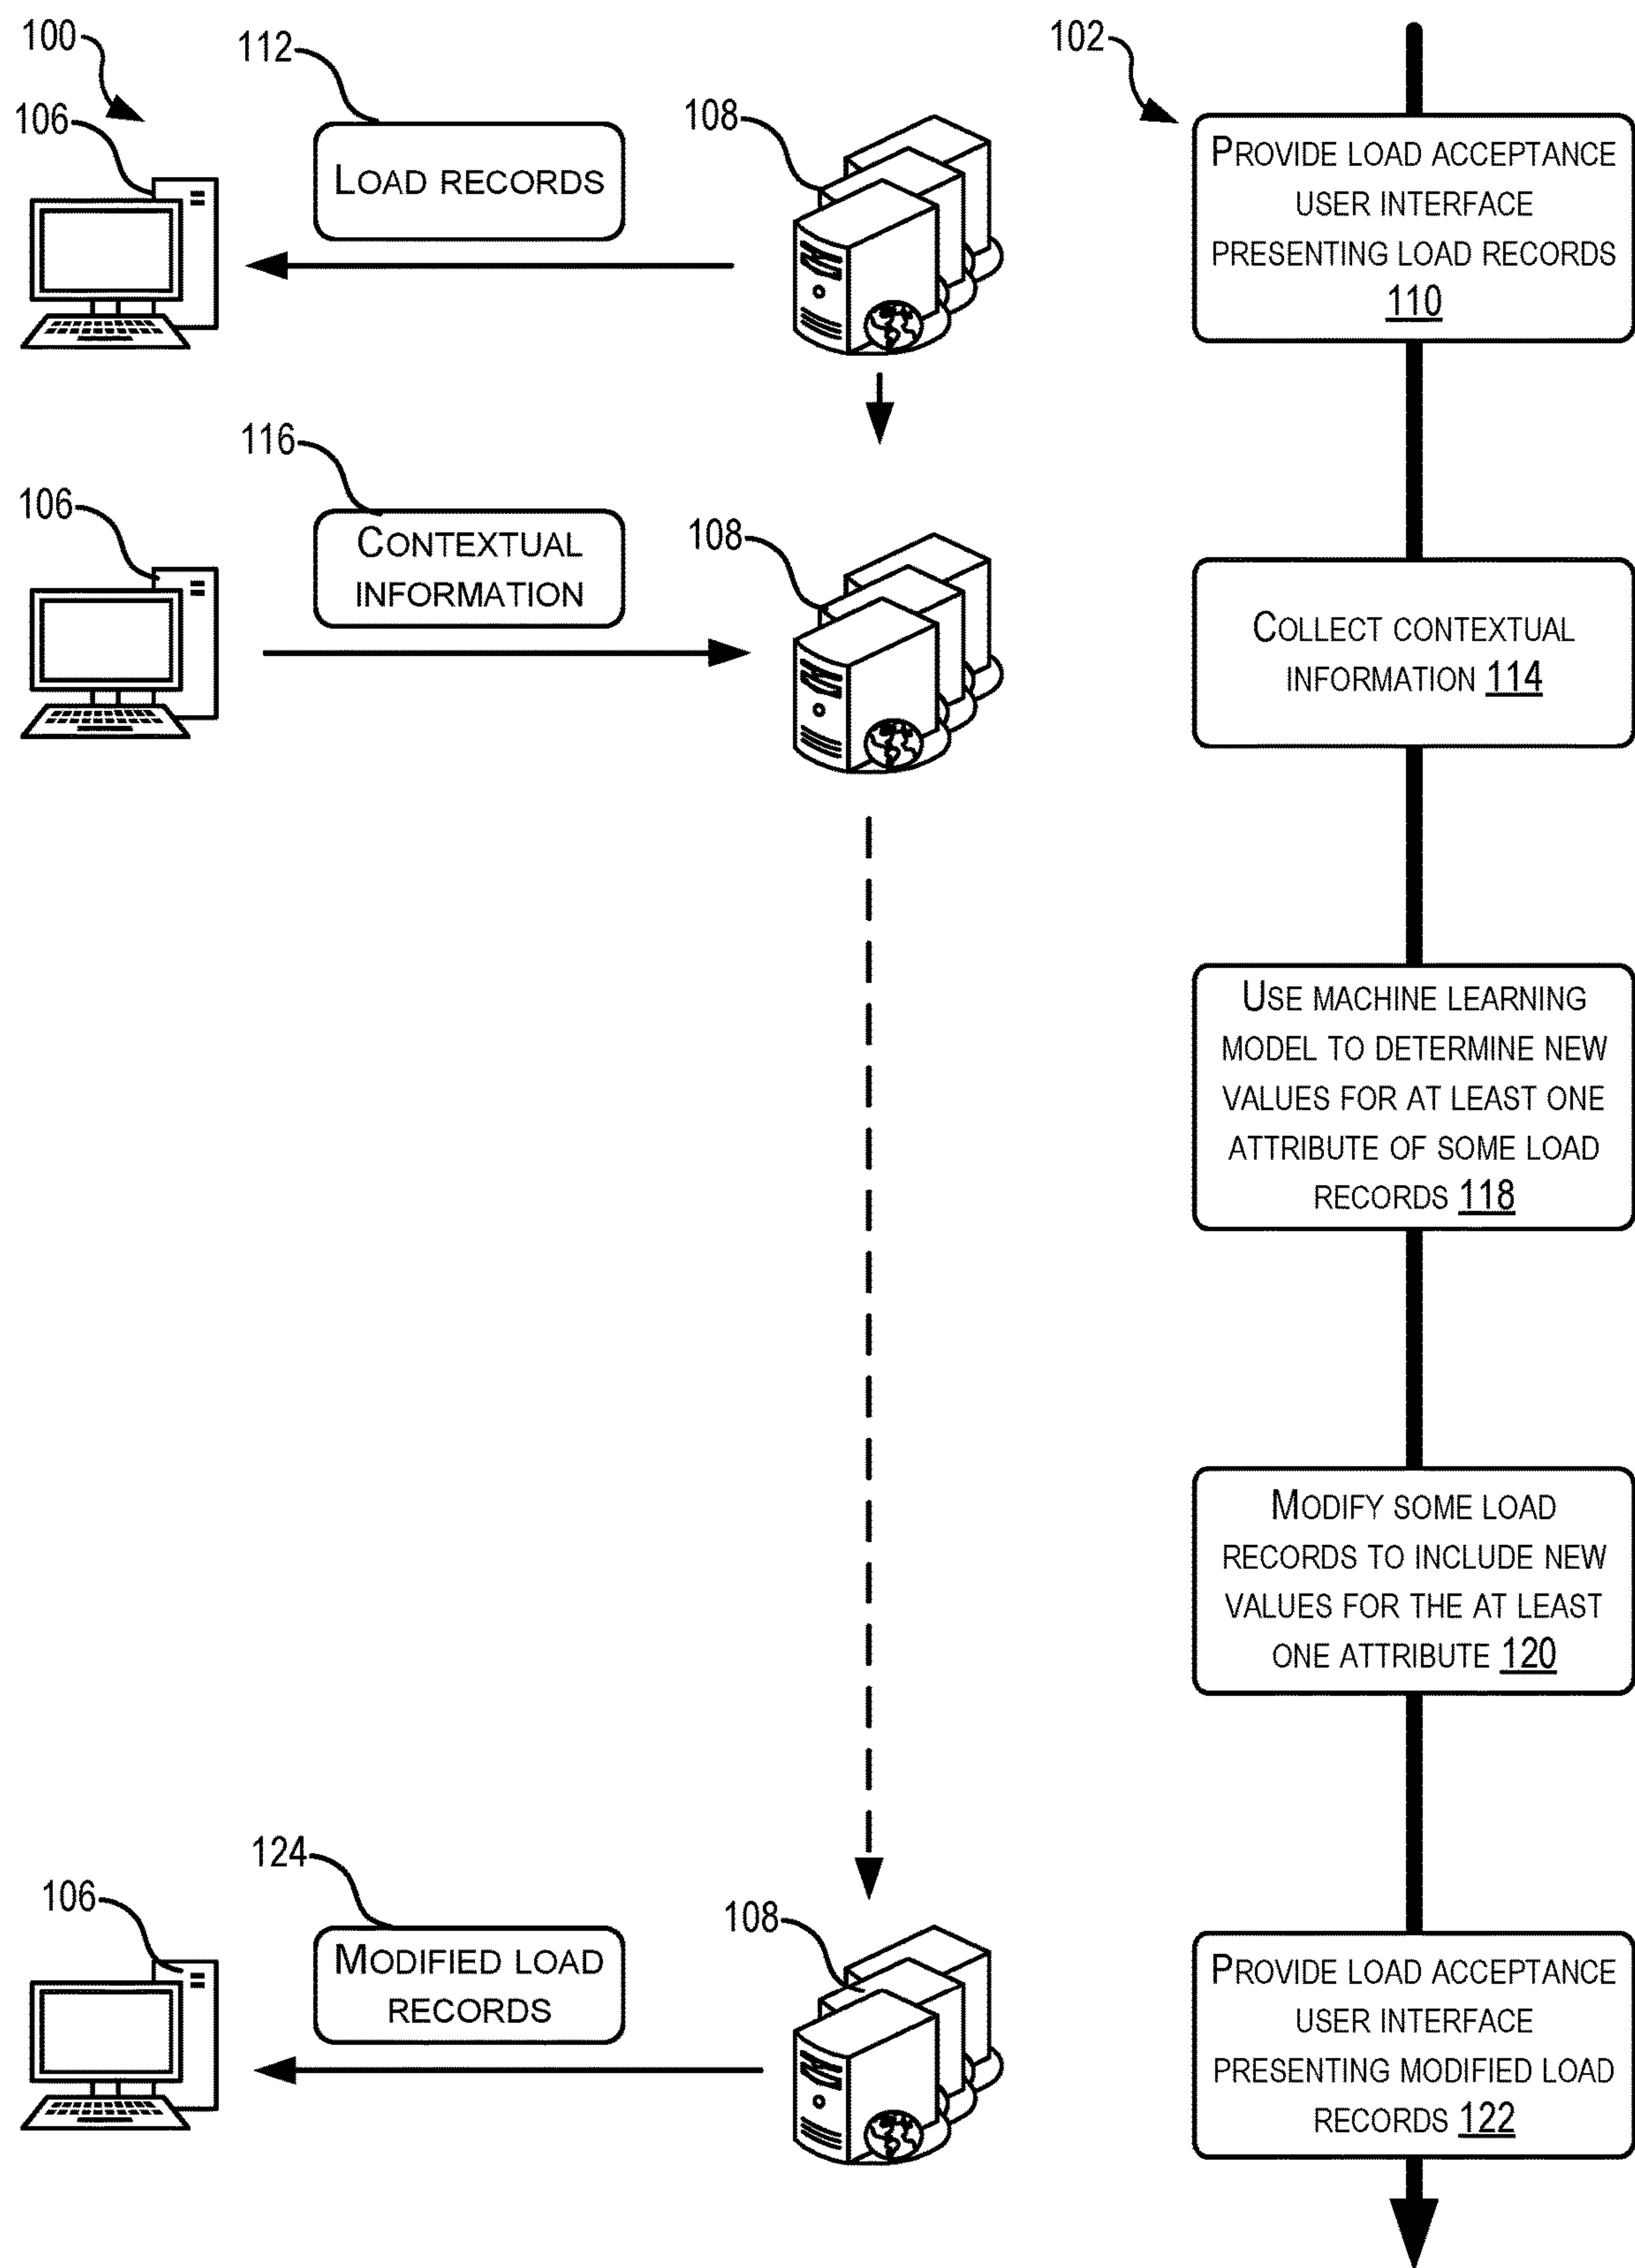 100
112
102
106
LOAD RECORDS
108
PROVIDE LOAD ACCEPTANCE
USER INTERFACE
PRESENTING LOAD RECORDS
110
116
106
CONTEXTUAL
INFORMATION
108
COLLECT CONTEXTUAL
INFORMATION 114
USE MACHINE LEARNING
MODEL TO DETERMINE NEW
VALUES FOR AT LEAST ONE
ATTRIBUTE OF SOME LOAD
RECORDS 118
MODIFY SOME LOAD
RECORDS TO INCLUDE NEW
VALUES FOR THE AT LEAST
ONE ATTRIBUTE 120
124
106
MODIFIED LOAD
RECORDS
108
PROVIDE LOAD ACCEPTANCE
USER INTERFACE
PRESENTING MODIFIED LOAD
RECORDS 122